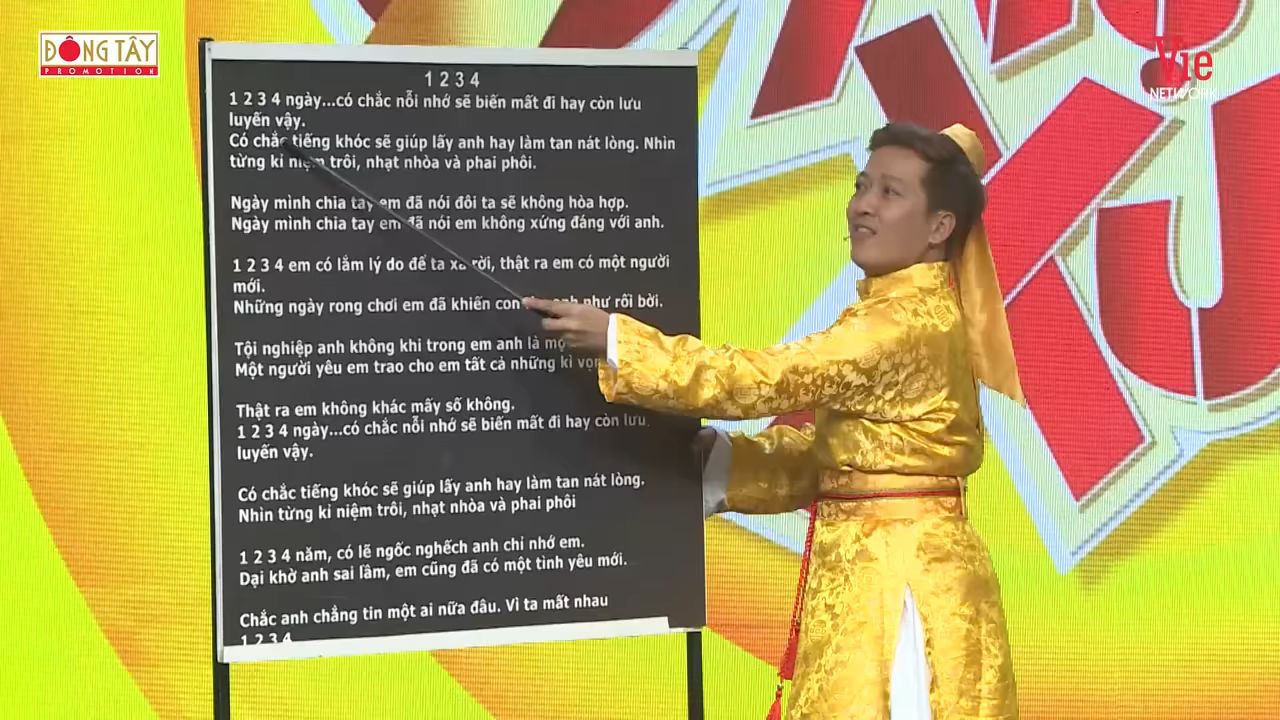 ĐÔNG TÂY
PROMOTION
Vie
NETWORK
1 2 3 4
1 2 3 4 ngày...có chắc nỗi nhớ sẽ biến mất đi hay còn lưu
luyến vậy.
Có chắc tiếng khóc sẽ giúp lấy anh hay làm tan nát lòng. Nhìn
từng kỉ niệm trôi, nhạt nhòa và phai phôi.
Ngày mình chia tay em đã nói đôi ta sẽ không hòa hợp.
Ngày mình chia tay em đã nói em không xứng đáng với anh.
1 2 3 4 em có lắm lý do để ta xa rời, thật ra em có một người
mới.
Những ngày rong chơi em đã khiến con tim anh như rối bời.
Tội nghiệp anh không khi trong em anh là
Một người yêu em trao cho em tất cả những kì vọng
Thật ra em không khác mấy số không.
1 2 3 4 ngày...có chắc nỗi nhớ sẽ biến mất đi hay còn lưu
luyến vậy.
Có chắc tiếng khóc sẽ giúp lấy anh hay làm tan nát lòng.
Nhìn từng kỉ niệm trôi, nhạt nhòa và phai phôi
1 2 3 4 năm, có lẽ ngốc nghếch anh chỉ nhớ em.
Dại khờ anh sai lầm, em cũng đã có một tình yêu mới.
Chắc anh chẳng tin một ai nữa đâu. Vì ta mất nhau
1 2 3 4